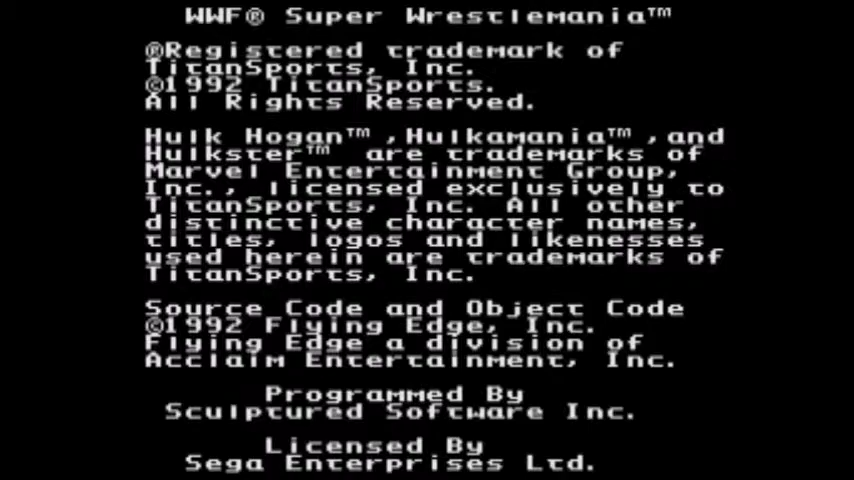 WWF® Super Wrestlemania™
®Registered trademark of
TitanSports, Inc.
©1992 TitanSports.
All Rights Reserved.
Hulk Hogan™ ,Hulkamania™ ,and
Hulkster™ are trademarks of
Marvel Entertainment Group,
Inc., licensed exclusively to
TitanSports, Inc. All other
distinctive character names,
titles, logos and likenesses
used herein are trademarks of
TitanSports, Inc.
Source Code and Object Code
©1992 Flying Edge, Inc.
Flying Edge a division of
Acclaim Entertainment, Inc.
Programmed By
Sculptured Software Inc.
Licensed By
Sega Enterprises Ltd.